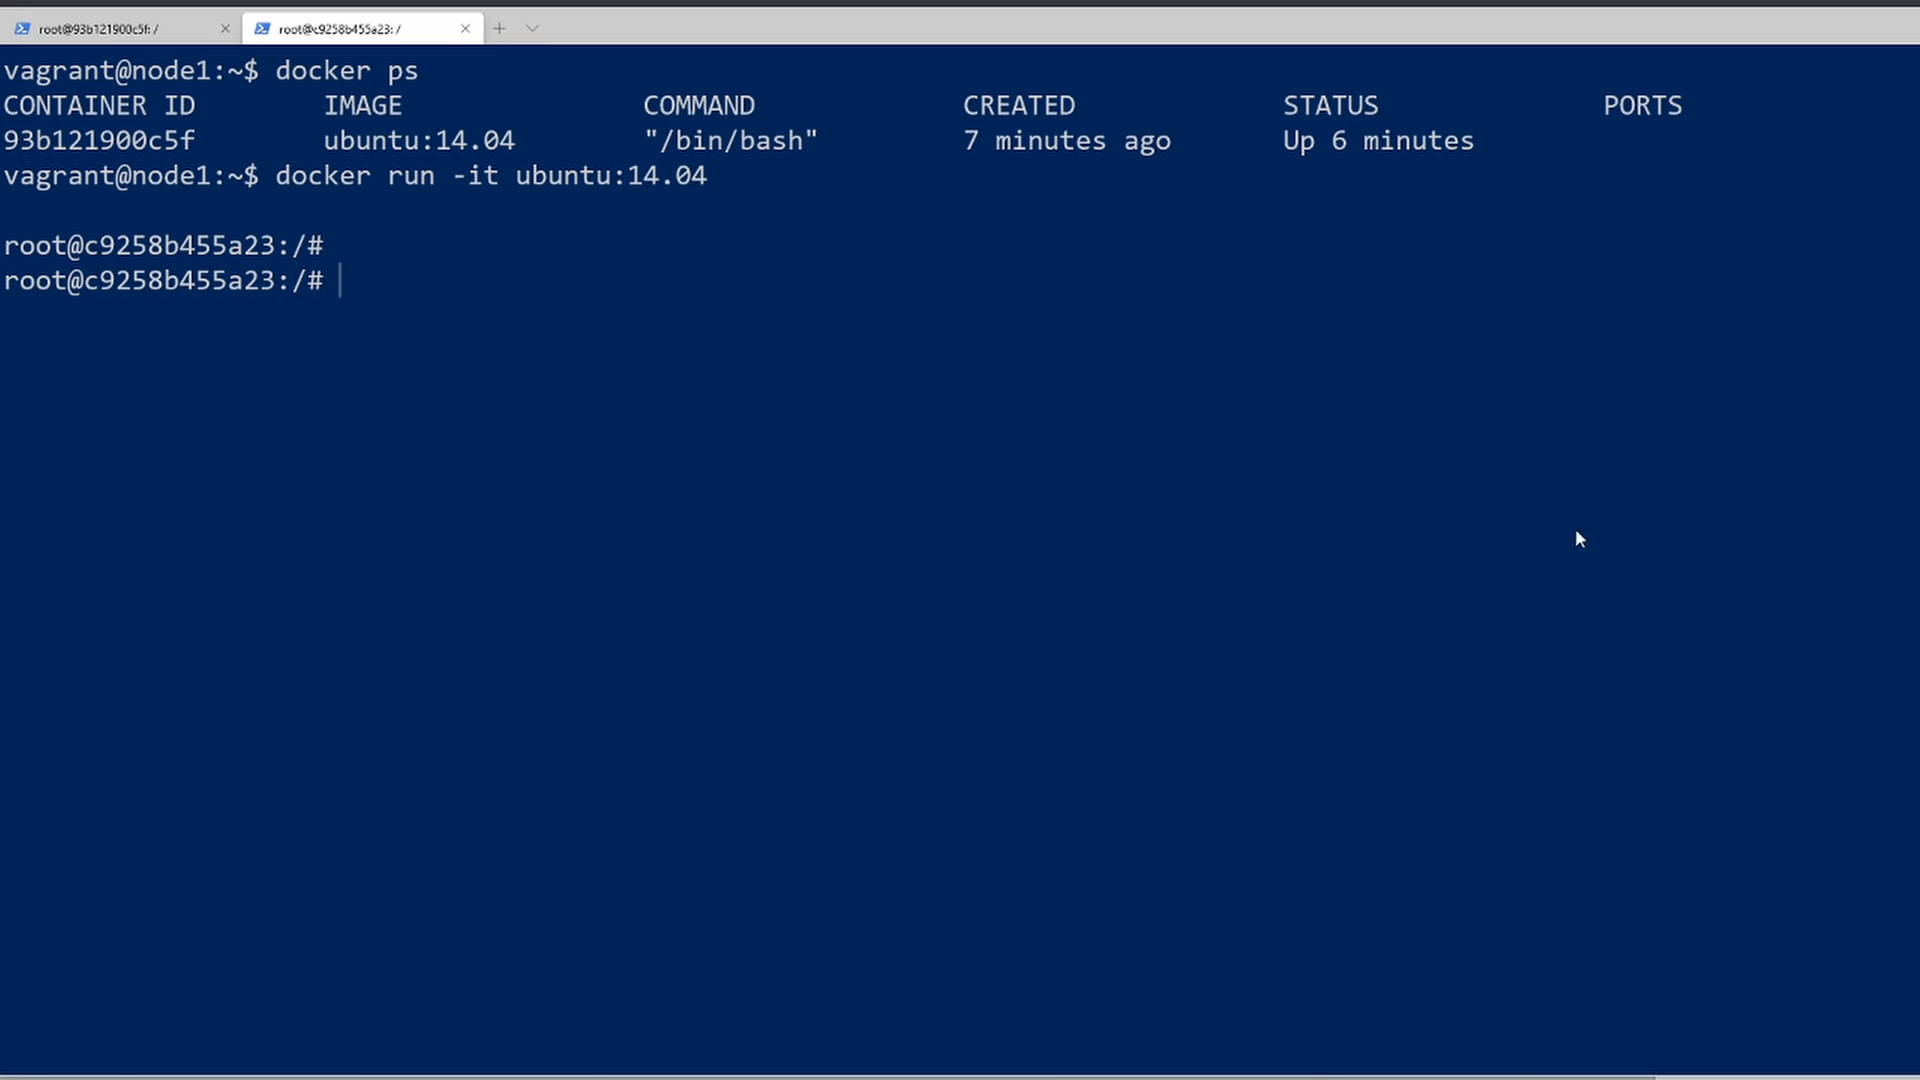 root@93b121900c5f: /
root@c9258b455a23: /
vagrant@node1:~$ docker ps
CONTAINER ID        IMAGE               COMMAND             CREATED             STATUS              PORTS
93b121900c5f        ubuntu:14.04        "/bin/bash"         7 minutes ago       Up 6 minutes
vagrant@node1:~$ docker run -it ubuntu:14.04
root@c9258b455a23:/#
root@c9258b455a23:/#